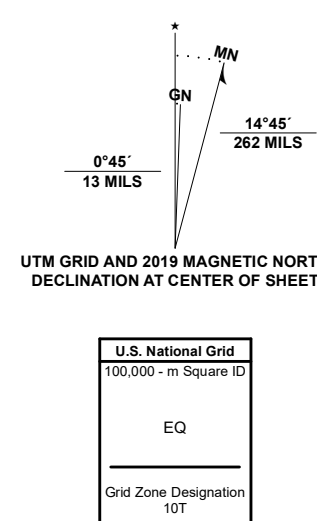 MN
GN
14°45´
262 MILS
0°45´
13 MILS
UTM GRID AND 2019 MAGNETIC NORT
DECLINATION AT CENTER OF SHEET
U.S. National Grid
100,000 - m Square ID
EQ
Grid Zone Designation
10T